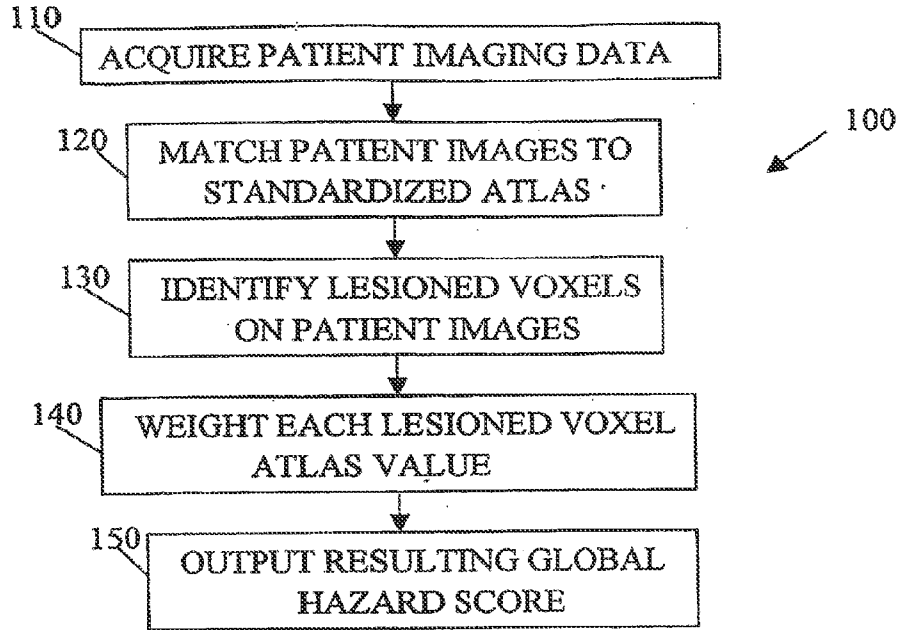 110
ACQUIRE PATIENT IMAGING DATA
100
120
MATCH PATIENT IMAGES TO
STANDARDIZED ATLAS
130
IDENTIFY LESIONED VOXELS
ON PATIENT IMAGES
140
WEIGHT EACH LESIONED VOXEL
ATLAS VALUE
150
OUTPUT RESULTING GLOBAL
HAZARD SCORE